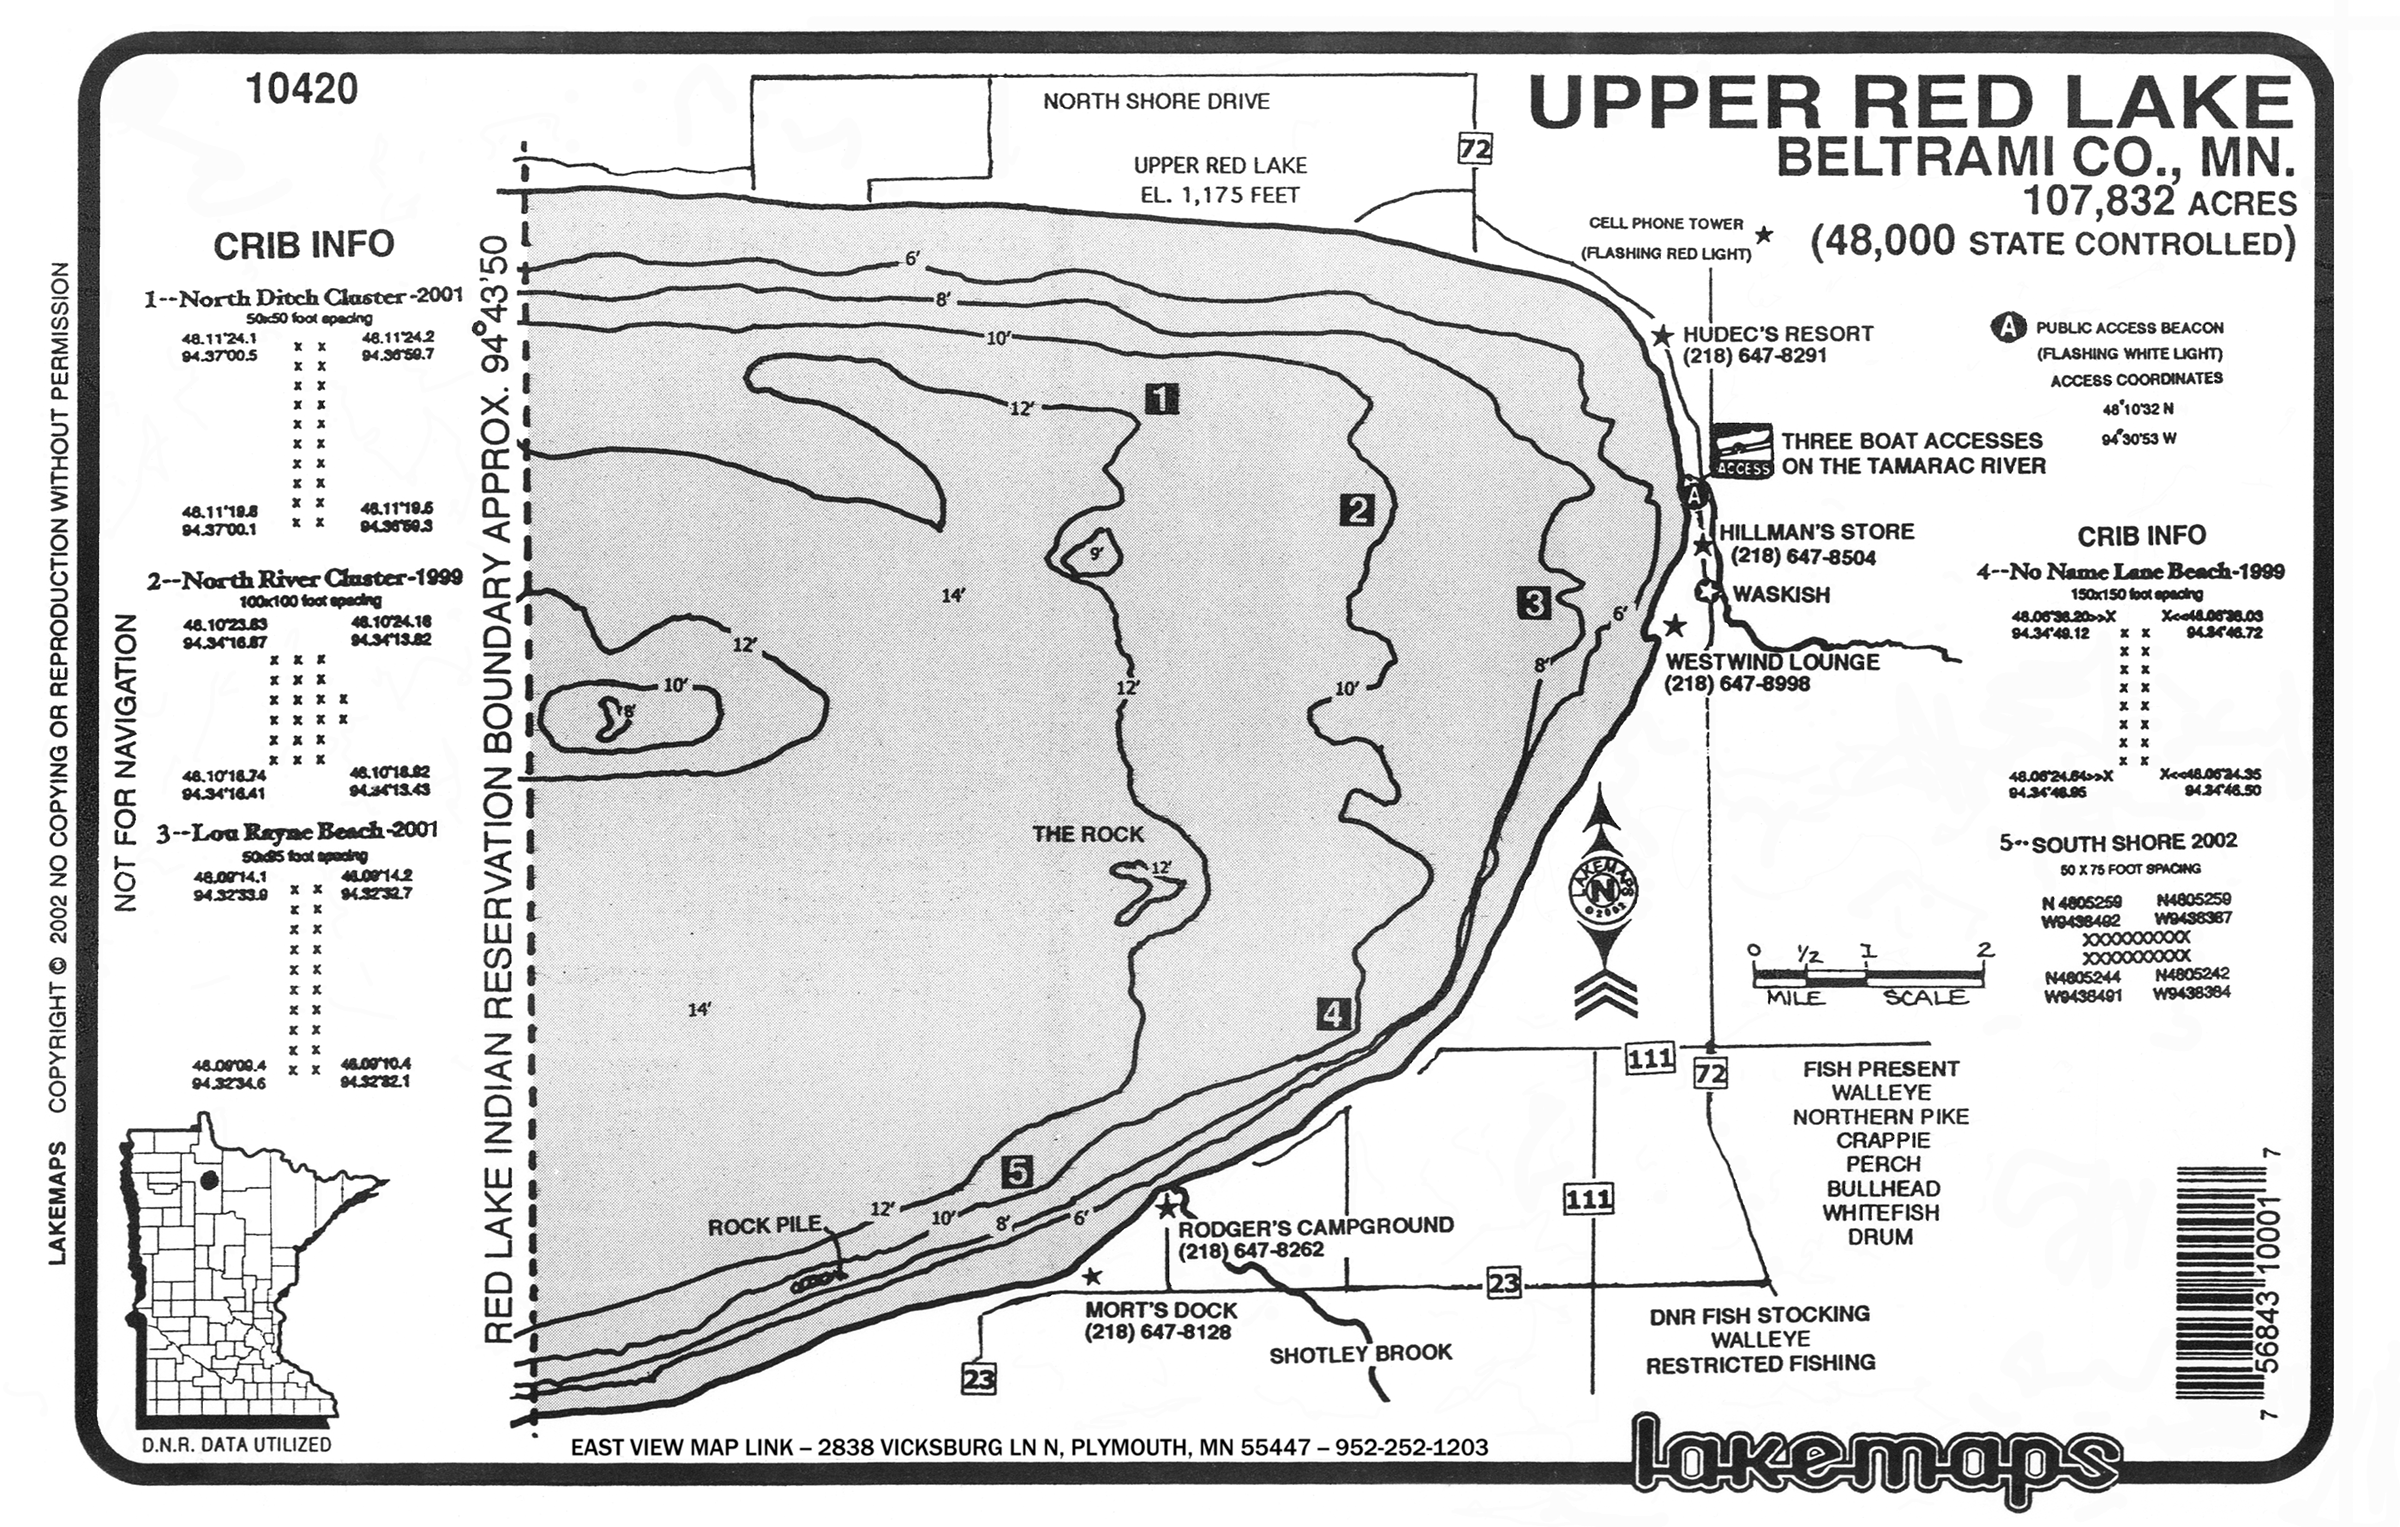 10420
UPPER RED LAKE
BELTRAMI CO., MN.
107,832 ACRES
(48,000 STATE CONTROLLED)
NORTH SHORE DRIVE
72
UPPER RED LAKE
EL. 1,175 FEET
CELL PHONE TOWER
(FLASHING RED LIGHT)
CRIB INFO
1--North Ditch Cluster-2001
50x50 foot spacing
48.11'24.1 48.11'24.2
94.37'00.5 94.36'59.7
x x
x x
x x
x x
x x
x x
x x
x x
x x
x x
48.11'19.8 48.11'19.5
94.37'00.1 94.36'59.3
2--North River Cluster-1999
100x100 foot spacing
48.10'23.83 48.10'24.16
94.34'16.87 94.34'13.82
x x x
x x x
x x x x
x x x x
x x x
x x x
48.10'18.74 48.10'18.92
94.34'16.41 94.34'13.43
3--Lou Rayne Beach-2001
48.09'14.1 48.09'14.2
94.32'33.9 94.32'32.7
x x
x x
x x
x x
x x
x x
x x
x x
x x
x x
48.09'09.4 48.09'10.4
94.32'34.6 94.32'32.1
D.N.R. DATA UTILIZED
LAKEMAPS COPYRIGHT © 2002 NO COPYING OR REPRODUCTION WITHOUT PERMISSION
NOT FOR NAVIGATION
RED LAKE INDIAN RESERVATION BOUNDARY APPROX. 94°43'50
6'
8'
10'
12'
1
2
9'
14'
3
6'
12'
10'
8'
12'
10'
8'
THE ROCK
12'
14'
4
5
12'
10'
8'
6'
ROCK PILE
HUDEC'S RESORT
(218) 647-8291
ACCESS
THREE BOAT ACCESSES
ON THE TAMARAC RIVER
A
HILLMAN'S STORE
(218) 647-8504
WASKISH
WESTWIND LOUNGE
(218) 647-8998
A
PUBLIC ACCESS BEACON
(FLASHING WHITE LIGHT)
ACCESS COORDINATES
48°10'32 N
94°30'53 W
CRIB INFO
4--No Name Lane Beach-1999
150x150 foot spacing
48.06'36.20>>X X<<48.06'36.03
94.34'49.12 x x 94.34'46.72
x x
x x
x x
x x
x x
x x
x x
48.06'24.64>>X X<<48.06'24.35
94.34'48.95 94.34'46.50
5--SOUTH SHORE 2002
50 X 75 FOOT SPACING
N 4805259 N4805259
W9438492 W9438387
XXXXXXXXXX
XXXXXXXXXX
N4805244 N4805242
W9438491 W9438384
LAKEMAPS
N
© 2002
0 1/2 1 2
MILE SCALE
111
72
111
23
23
RODGER'S CAMPGROUND
(218) 647-8262
MORT'S DOCK
(218) 647-8128
SHOTLEY BROOK
FISH PRESENT
WALLEYE
NORTHERN PIKE
CRAPPIE
PERCH
BULLHEAD
WHITEFISH
DRUM
DNR FISH STOCKING
WALLEYE
RESTRICTED FISHING
7 56843 10001 7
EAST VIEW MAP LINK – 2838 VICKSBURG LN N, PLYMOUTH, MN 55447 – 952-252-1203
lakemaps